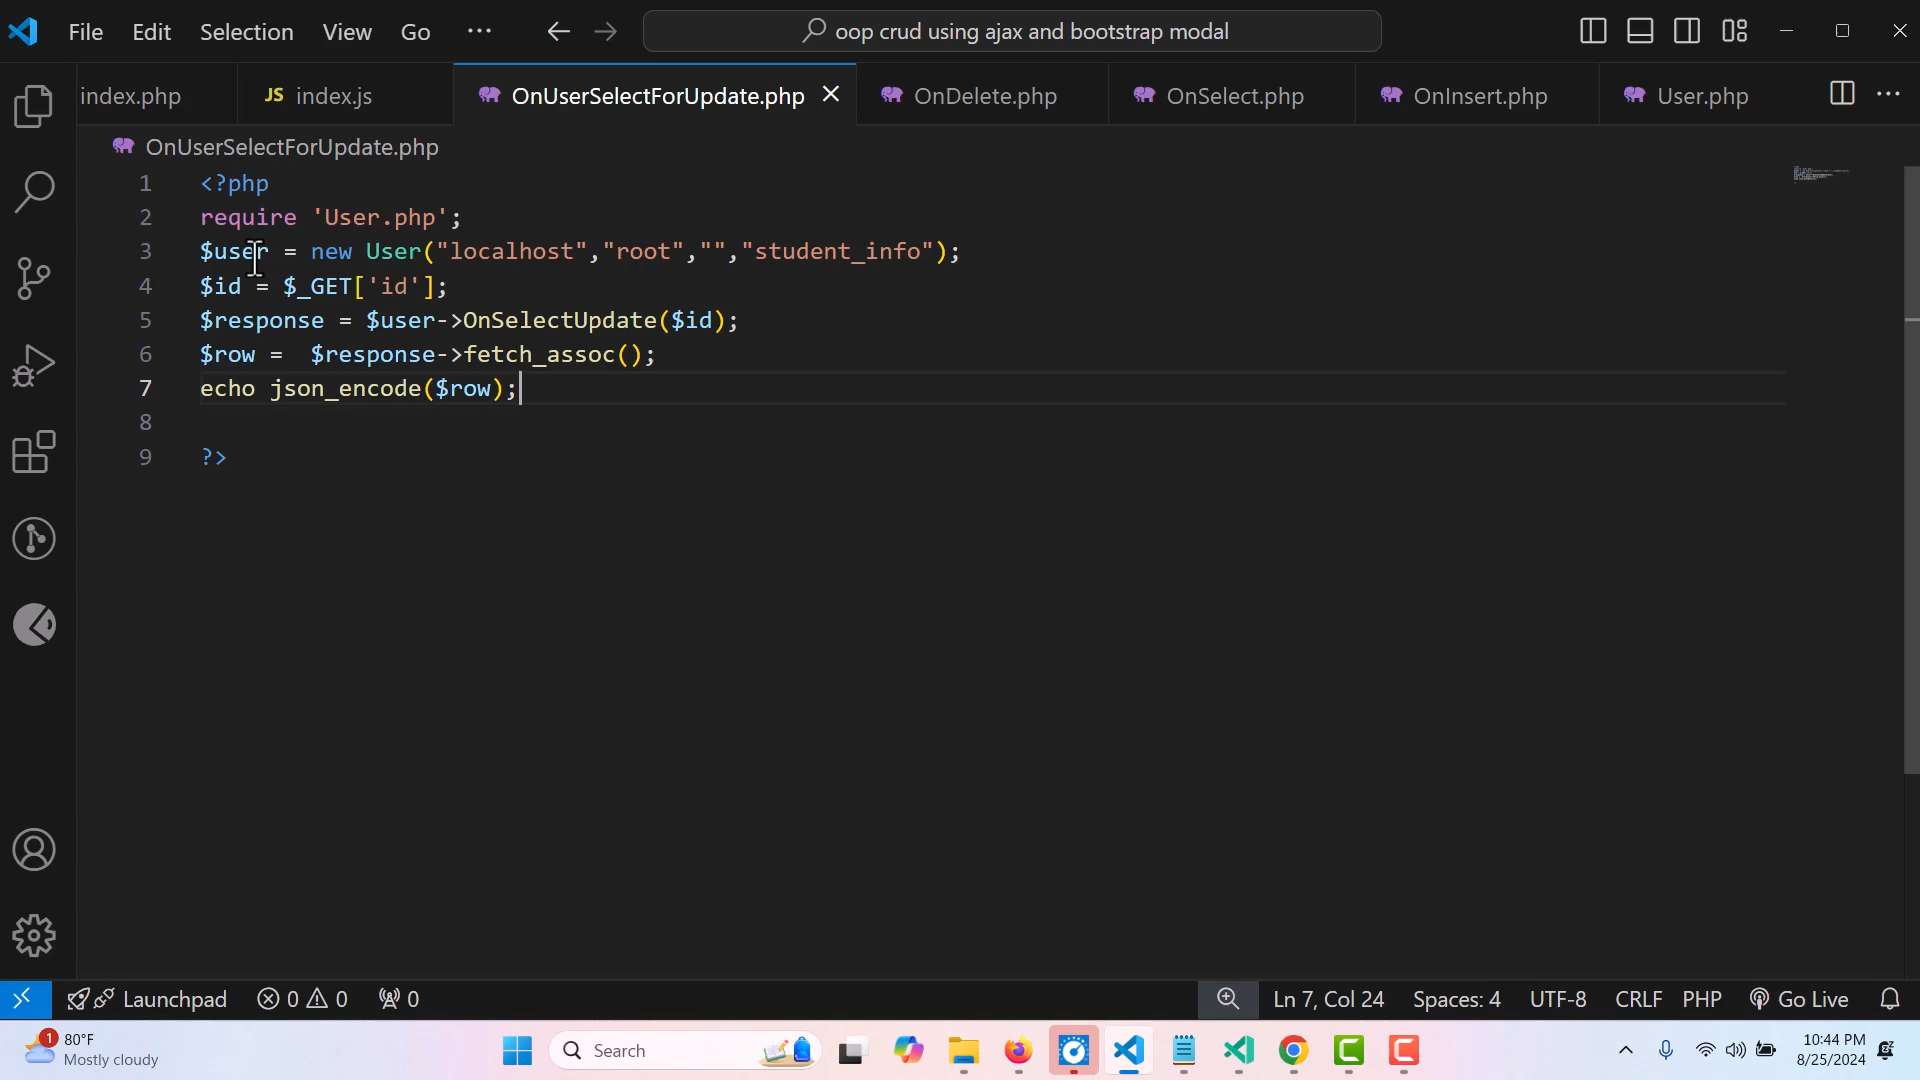 File Edit Selection View Go ··· oop crud using ajax and bootstrap modal
index.php JS index.js OnUserSelectForUpdate.php OnDelete.php OnSelect.php OnInsert.php User.php
OnUserSelectForUpdate.php
1 <?php
2 require 'User.php';
3 $user = new User("localhost","root","","student_info");
4 $id = $_GET['id'];
5 $response = $user->OnSelectUpdate($id);
6 $row =  $response->fetch_assoc();
7 echo json_encode($row);
8
9 ?>
Launchpad 0 0 0 Ln 7, Col 24 Spaces: 4 UTF-8 CRLF PHP Go Live
1 80°F Search 10:44 PM
Mostly cloudy 8/25/2024